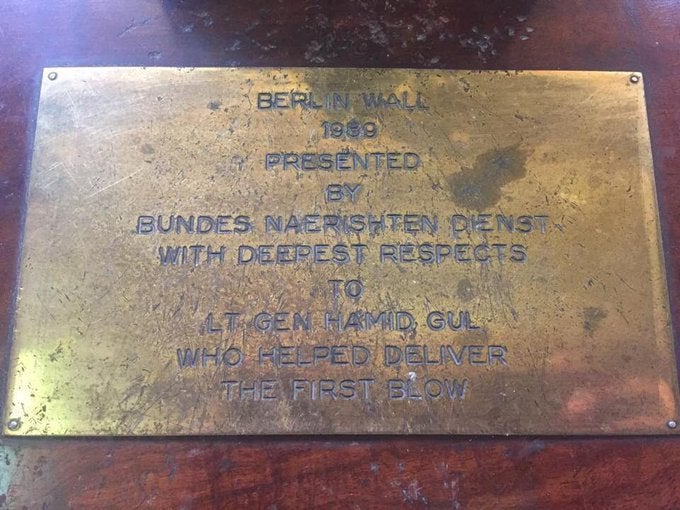 BERLIN WALL
1989
PRESENTED
BY
BUNDES NAERISHTEN DIENST
WITH DEEPEST RESPECTS
TO
LT GEN HAMID GUL
WHO HELPED DELIVER
THE FIRST BLOW